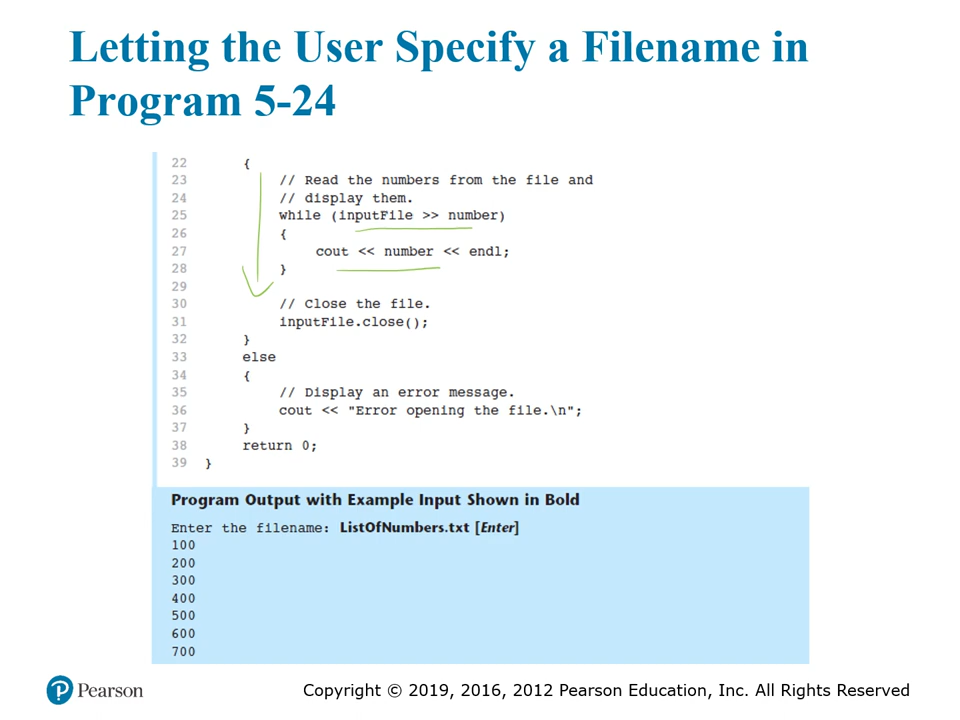 Letting the User Specify a Filename in
Program 5-24
22 {
23 // Read the numbers from the file and
24 // display them.
25 while (inputFile >> number)
26 {
27 cout << number << endl;
28 }
29
30 // Close the file.
31 inputFile.close();
32 }
33 else
34 {
35 // Display an error message.
36 cout << "Error opening the file.\n";
37 }
38 return 0;
39 }
Program Output with Example Input Shown in Bold
Enter the filename: ListOfNumbers.txt [Enter]
100
200
300
400
500
600
700
P Pearson
Copyright © 2019, 2016, 2012 Pearson Education, Inc. All Rights Reserved